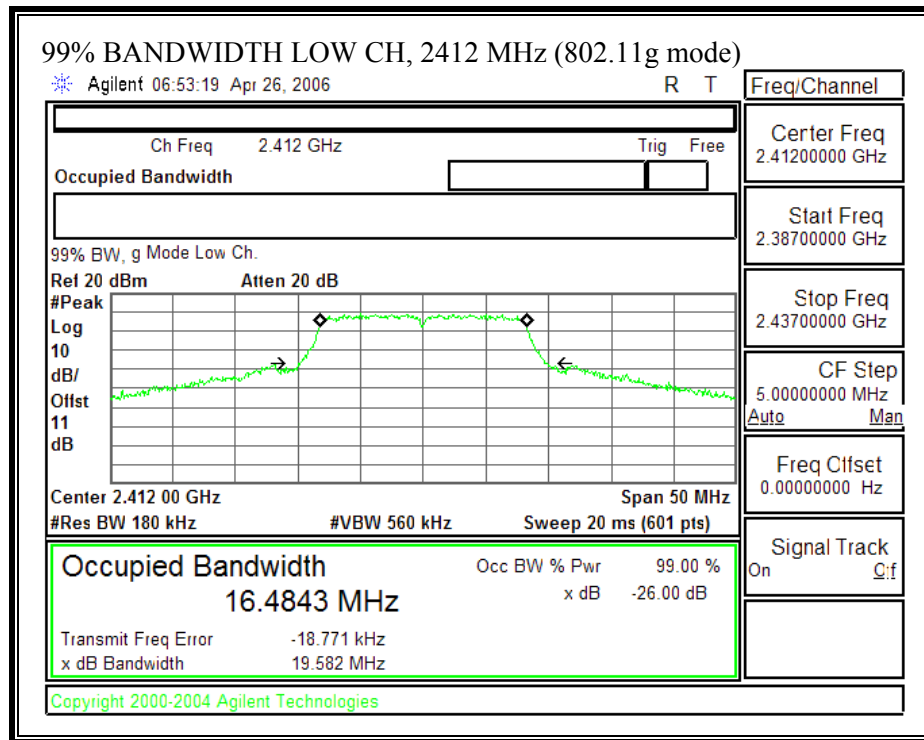 99% BANDWIDTH LOW CH, 2412 MHz (802.11g mode)
Agilent 06:53:19 Apr 26, 2006 R T
Freq/Channel
Ch Freq 2.412 GHz Trig Free
Occupied Bandwidth
Center Freq
2.41200000 GHz
Start Freq
2.38700000 GHz
99% BW, g Mode Low Ch.
Ref 20 dBm Atten 20 dB
#Peak
Log
10
dB/
Offst
11
dB
Stop Freq
2.43700000 GHz
CF Step
5.00000000 MHz
Auto Man
Freq Offset
0.00000000 Hz
Center 2.412 00 GHz Span 50 MHz
#Res BW 180 kHz #VBW 560 kHz Sweep 20 ms (601 pts)
Signal Track
On Off
Occupied Bandwidth
16.4843 MHz
Occ BW % Pwr 99.00 %
x dB -26.00 dB
Transmit Freq Error -18.771 kHz
x dB Bandwidth 19.582 MHz
Copyright 2000-2004 Agilent Technologies